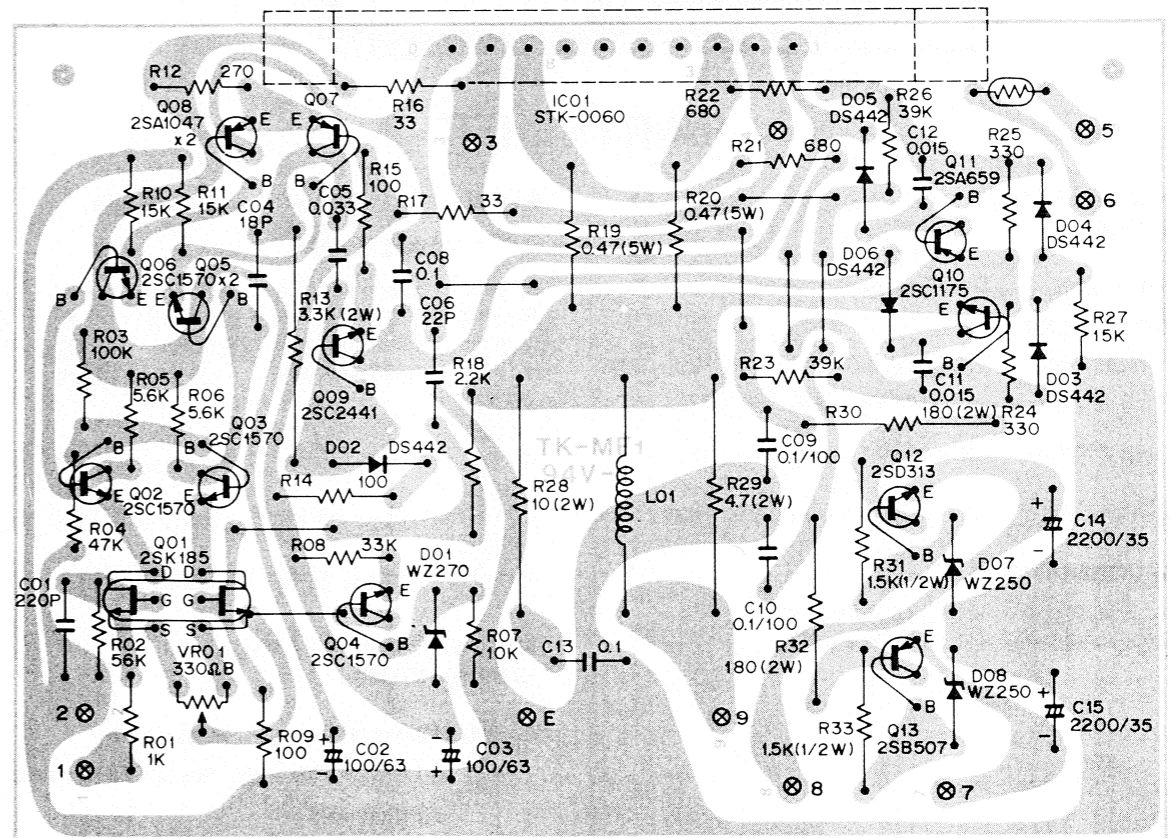 R12 270
Q08
2SA1047
x2
E
B
Q07
E
B
R16
33
IC01
STK-0060
3
R22
680
R21 680
D05
DS442
R26
39K
C12
0.015
R25
330
Q11
2SA659
B
E
5
6
R10
15K
R11
15K
C04
18P
C05
0.033
R15
100
R17 33
R20
0.47(5W)
R19
0.47(5W)
D04
DS442
D06
DS442
Q06 Q05
2SC1570x2
B E E B
C08
0.1
C06
22P
R13
3.3K(2W)
Q10
2SC1175
E
B
R27
15K
R03
100K
R05
5.6K
R06
5.6K
Q03
2SC1570
E
B
Q09
2SC2441
R18
2.2K
R23 39K
C11
0.015
D03
DS442
R24
330
R30 180(2W)
D02 DS442
TK-MF1
94V-
C09
0.1/100
Q12
2SD313
E
B
B B
E E
Q02
2SC1570
R14 100
R28
10(2W)
L01
R29
4.7(2W)
R04
47K
Q01
2SK185
D D
G G
S S
R08 33K
D01
WZ270
C14
2200/35
+
-
R31
1.5K(1/2W)
D07
WZ250
C01
220P
R02
56K
VR01
330ΩB
E
B
Q04
2SC1570
R07
10K
C13 0.1
C10
0.1/100
R32
180(2W)
E
B
D08
WZ250
C15
2200/35
+
-
2
R01
1K
R09
100
C02
100/63
+
-
C03
100/63
-
+
E
9
R33
1.5K(1/2W)
Q13
2SB507
1
8
7